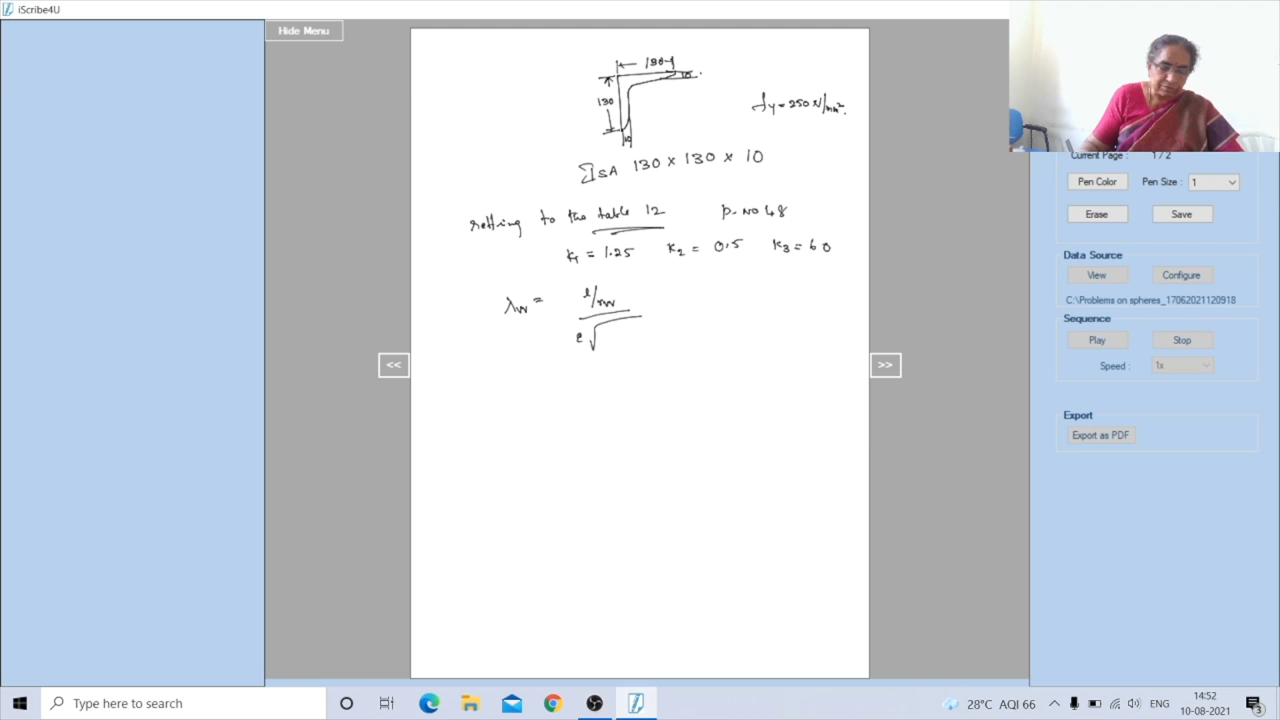 iScribe4U
Hide Menu
130
10
130
10
fy = 250 N/mm².
ISA 130 × 130 × 10
to the table 12 p. no 48
K₁ = 1.25 K₂ = 0.5 K₃ = 60
λvv = l/rvv
ε√
<<
>>
Current Page : 1 / 2
Pen Color Pen Size : 1
Erase Save
Data Source
View Configure
C:\Problems on spheres_17062021120918
Sequence
Play Stop
Speed : 1x
Export
Export as PDF
Type here to search
28°C AQI 66
ENG
14:52
10-08-2021
3